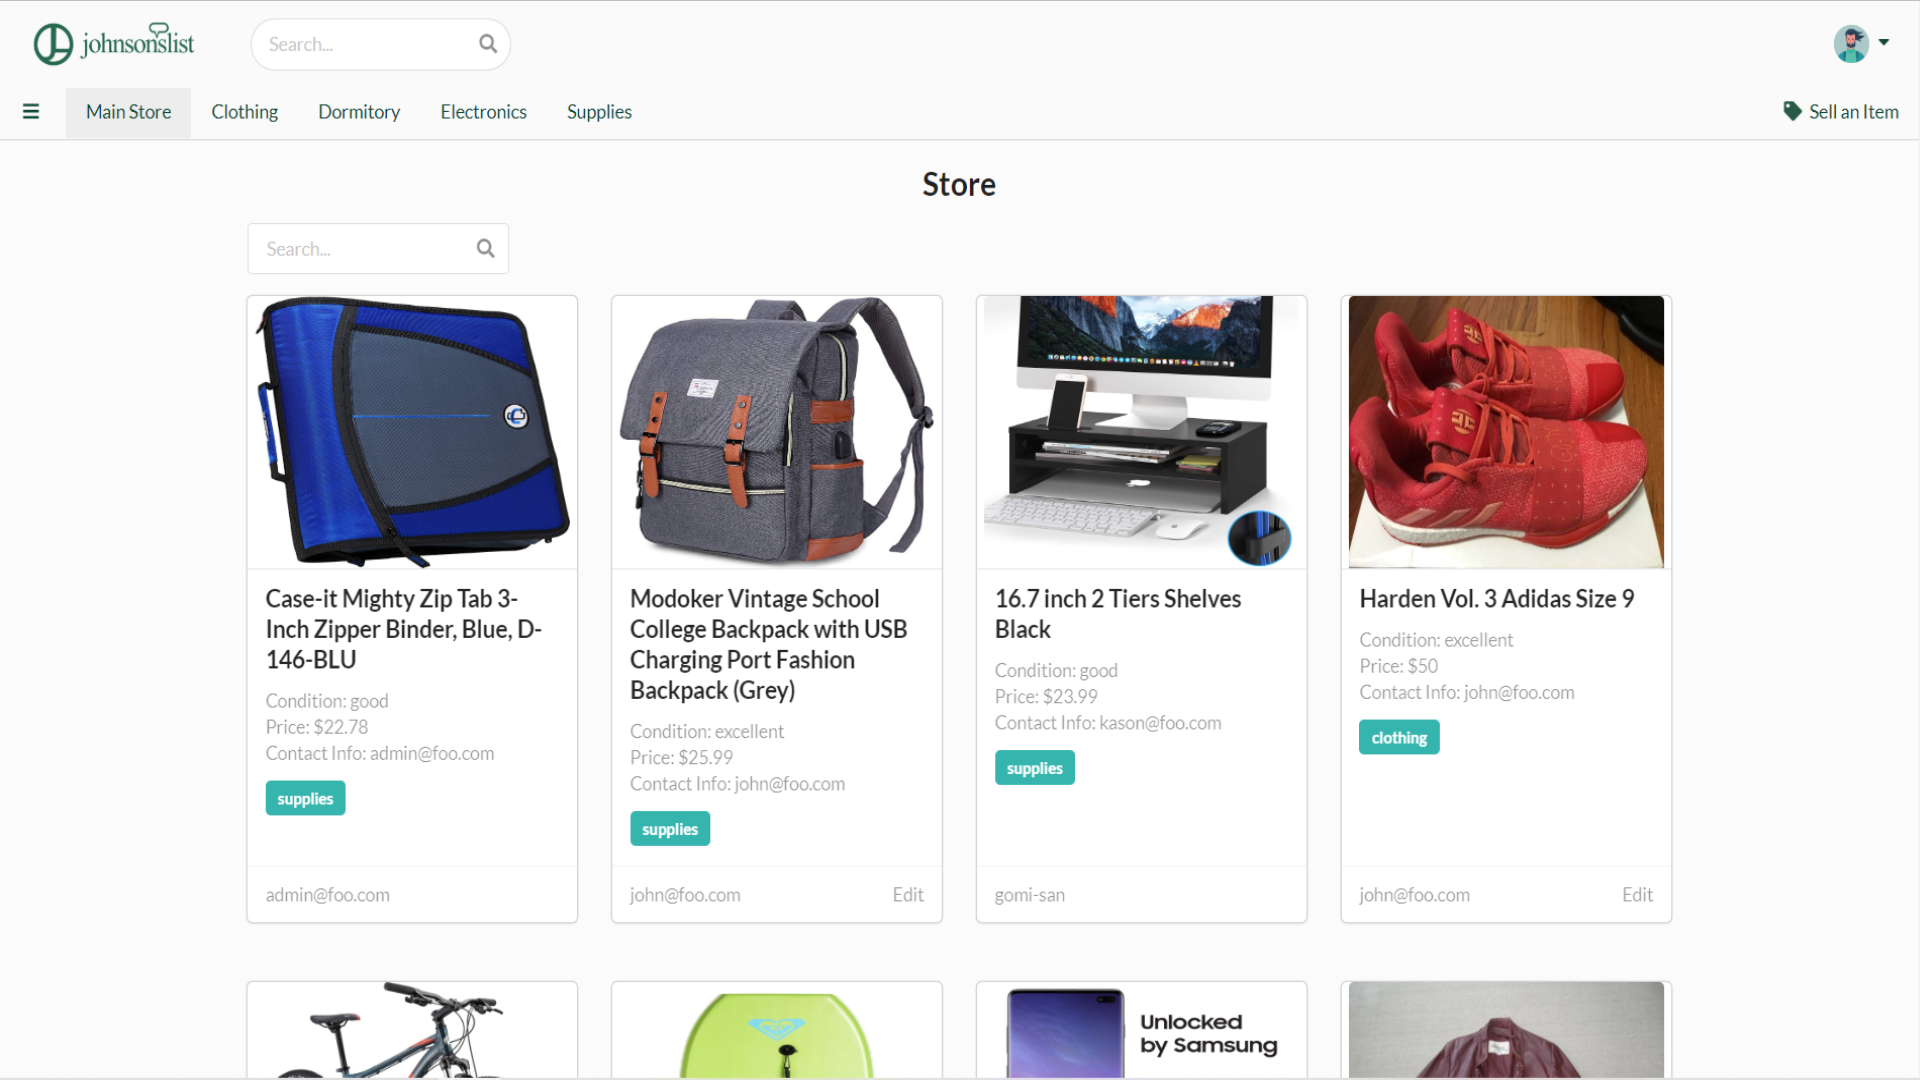 johnsonslist
Search...
Main Store
Clothing
Dormitory
Electronics
Supplies
Sell an Item
Store
Search...
Case-it Mighty Zip Tab 3-
Inch Zipper Binder, Blue, D-
146-BLU
Condition: good
Price: $22.78
Contact Info: admin@foo.com
supplies
admin@foo.com
Modoker Vintage School
College Backpack with USB
Charging Port Fashion
Backpack (Grey)
Condition: excellent
Price: $25.99
Contact Info: john@foo.com
supplies
john@foo.com
Edit
16.7 inch 2 Tiers Shelves
Black
Condition: good
Price: $23.99
Contact Info: kason@foo.com
supplies
gomi-san
Harden Vol. 3 Adidas Size 9
Condition: excellent
Price: $50
Contact Info: john@foo.com
clothing
john@foo.com
Edit
Unlocked
by Samsung